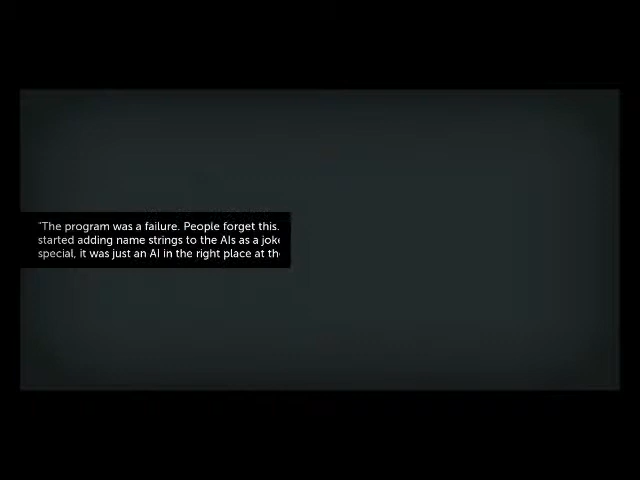 "The program was a failure. People forget this.
started adding name strings to the AIs as a
special, it was just an AI in the right place at